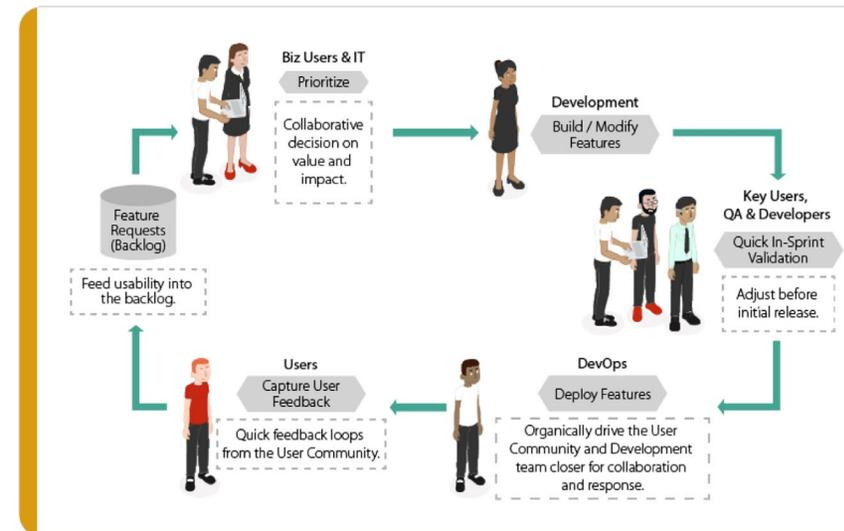 Biz Users & IT
Prioritize
Collaborative
decision on
value and
impact.
Development
Build / Modify
Features
Key Users,
QA & Developers
Quick In-Sprint
Validation
Adjust before
initial release.
DevOps
Deploy Features
Organically drive the User
Community and Development
team closer for collaboration
and response.
Users
Capture User
Feedback
Quick feedback loops
from the User Community.
Feature
Requests
(Backlog)
Feed usability into
the backlog.